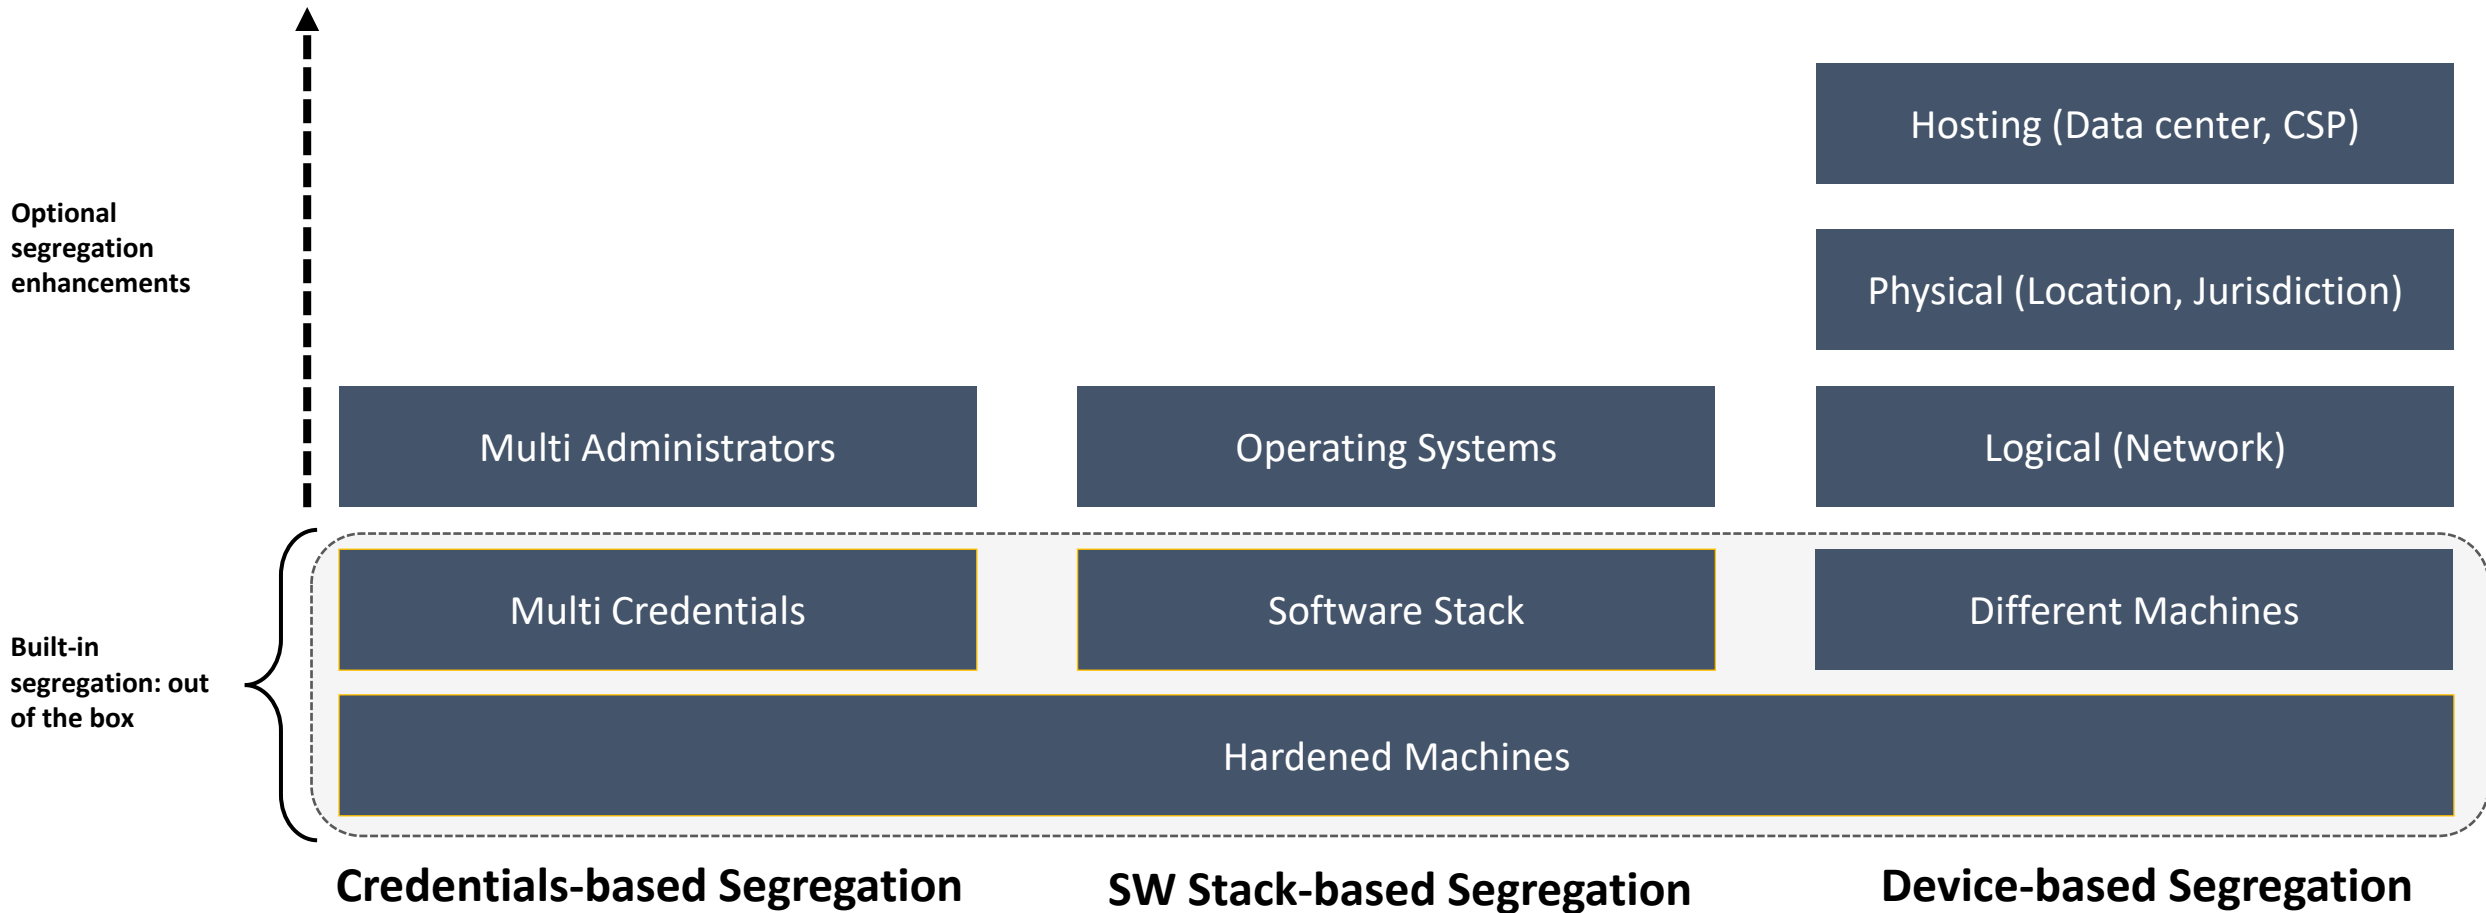 Hosting (Data center, CSP)
Optional
segregation
enhancements
Physical (Location, Jurisdiction)
Multi Administrators
Operating Systems
Logical (Network)
Built-in
segregation: out
of the box
Multi Credentials
Software Stack
Different Machines
Hardened Machines
Credentials-based Segregation
SW Stack-based Segregation
Device-based Segregation